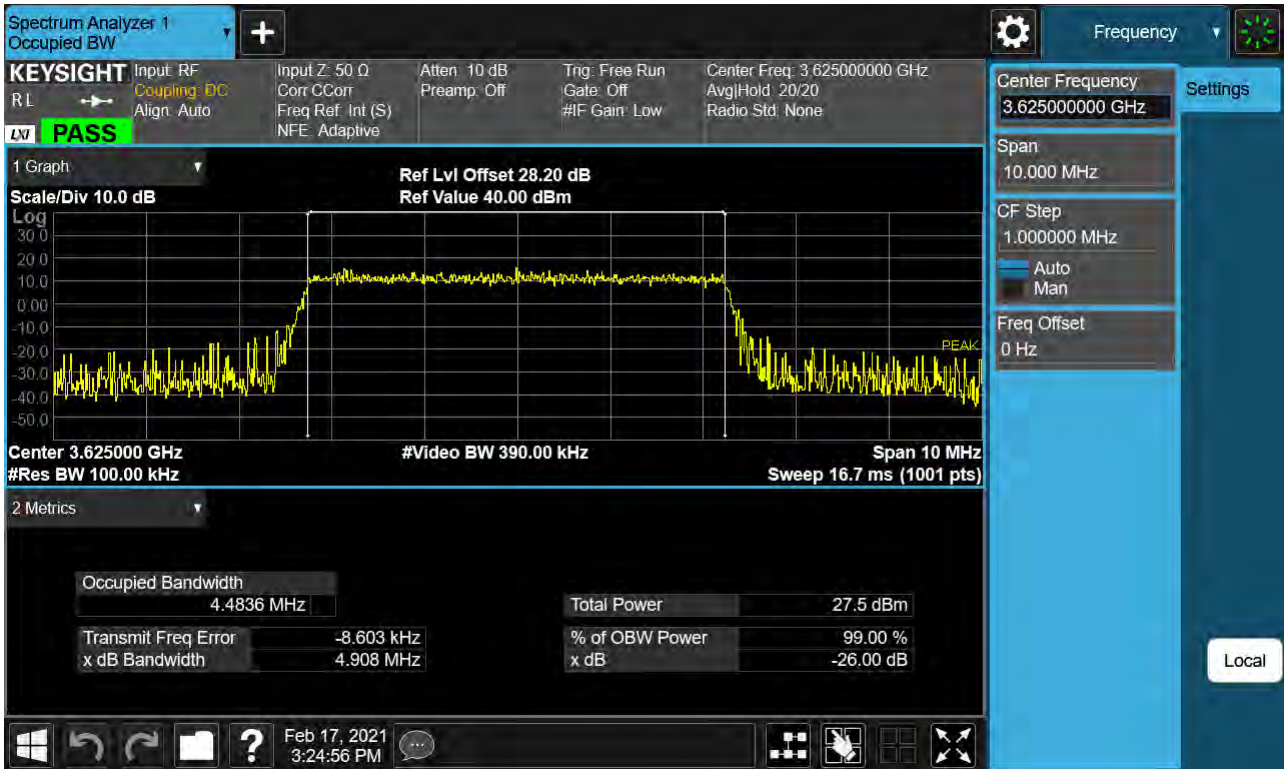 Spectrum Analyzer 1
Occupied BW
Frequency
KEYSIGHT
R L
LXI
PASS
Input: RF
Coupling: DC
Align: Auto
Input Z: 50 Ω
Corr CCorr
Freq Ref: Int (S)
NFE: Adaptive
Atten: 10 dB
Preamp: Off
Trig: Free Run
Gate: Off
#IF Gain: Low
Center Freq: 3.625000000 GHz
Avg|Hold: 20/20
Radio Std: None
Center Frequency
3.625000000 GHz
Settings
Span
10.000 MHz
CF Step
1.000000 MHz
Auto
Man
Freq Offset
0 Hz
Local
1 Graph
Scale/Div 10.0 dB
Ref Lvl Offset 28.20 dB
Ref Value 40.00 dBm
Log
30.0
20.0
10.0
0.00
-10.0
-20.0
-30.0
-40.0
-50.0
PEAK
Center 3.625000 GHz
#Video BW 390.00 kHz
Span 10 MHz
#Res BW 100.00 kHz
Sweep 16.7 ms (1001 pts)
2 Metrics
Occupied Bandwidth
4.4836 MHz
Total Power 27.5 dBm
Transmit Freq Error -8.603 kHz
% of OBW Power 99.00 %
x dB Bandwidth 4.908 MHz
x dB -26.00 dB
Feb 17, 2021
3:24:56 PM